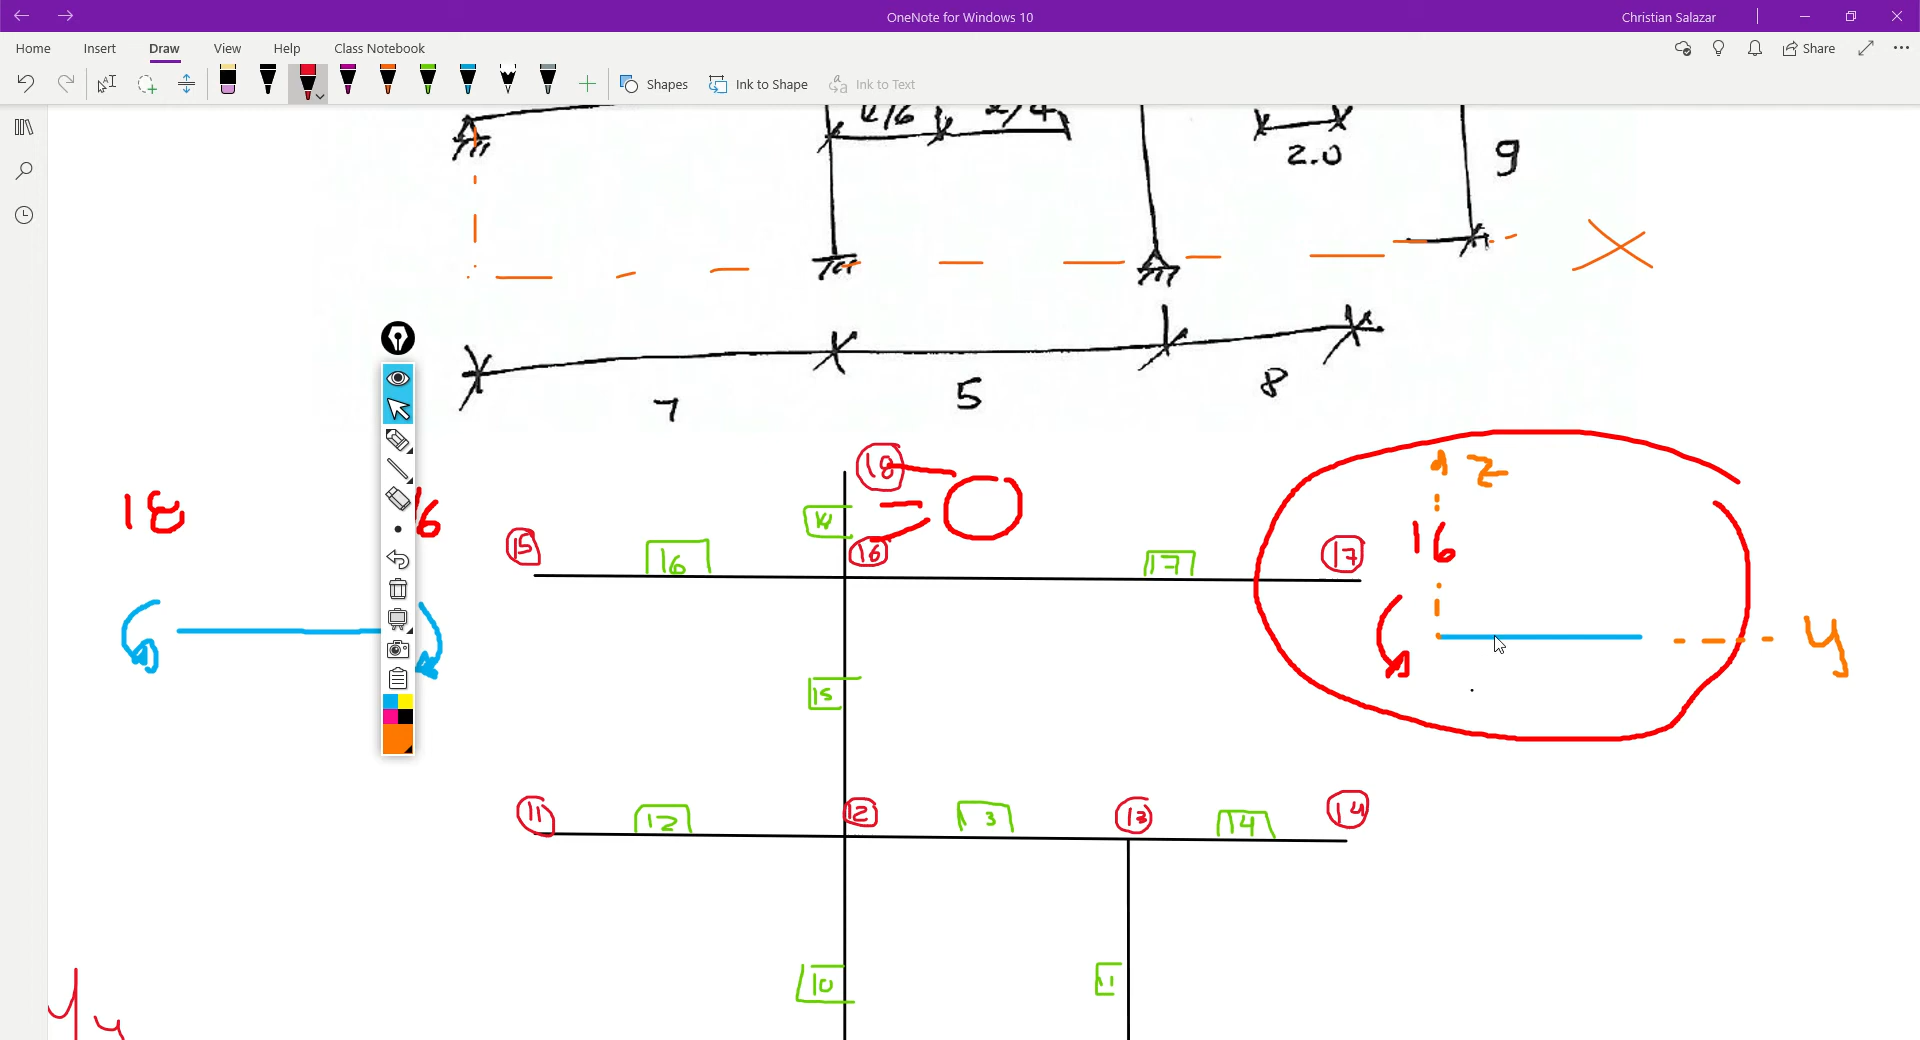 OneNote for Windows 10
Christian Salazar
Home Insert Draw View Help Class Notebook
Share
Shapes Ink to Shape Ink to Text
2.0
9
X
7 5 8
18
16
18
16
15
16
17
17
z
16
y
15
11
12
12
3
13
14
14
10
11